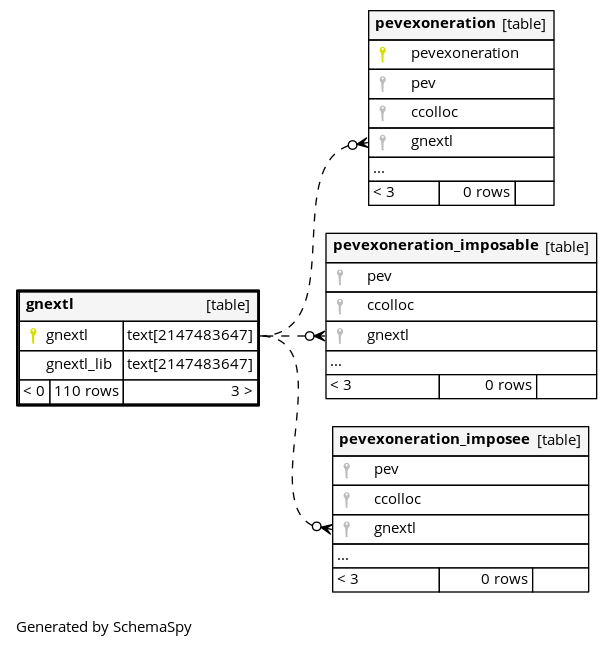 pevexoneration [table]
pevexoneration
pev
ccolloc
gnextl
...
< 3 0 rows
pevexoneration_imposable [table]
pev
ccolloc
gnextl
...
< 3 0 rows
gnextl [table]
gnextl text[2147483647]
gnextl_lib text[2147483647]
< 0 110 rows 3 >
pevexoneration_imposee [table]
pev
ccolloc
gnextl
...
< 3 0 rows
Generated by SchemaSpy